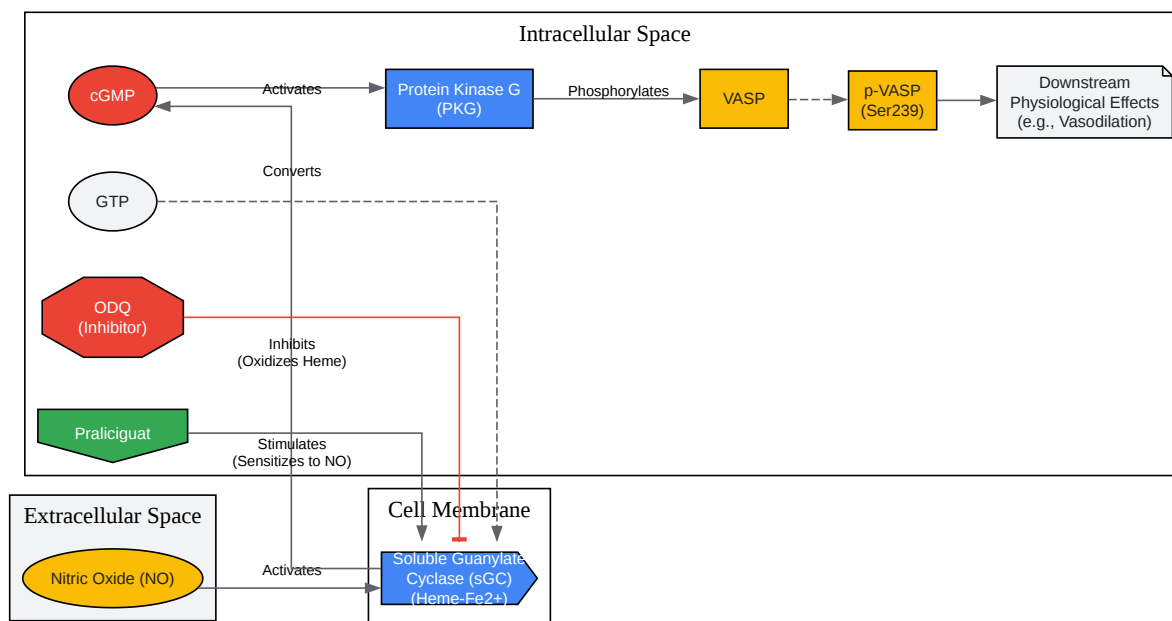 Intracellular Space
cGMP
Activates
Protein Kinase G
(PKG)
Phosphorylates
VASP
p-VASP
(Ser239)
Downstream
Physiological Effects
(e.g., Vasodilation)
Converts
GTP
ODQ
(Inhibitor)
Inhibits
(Oxidizes Heme)
Praliciguat
Stimulates
(Sensitizes to NO)
Extracellular Space
Nitric Oxide (NO)
Activates
Cell Membrane
Soluble Guanylate
Cyclase (sGC)
(Heme-Fe2+)